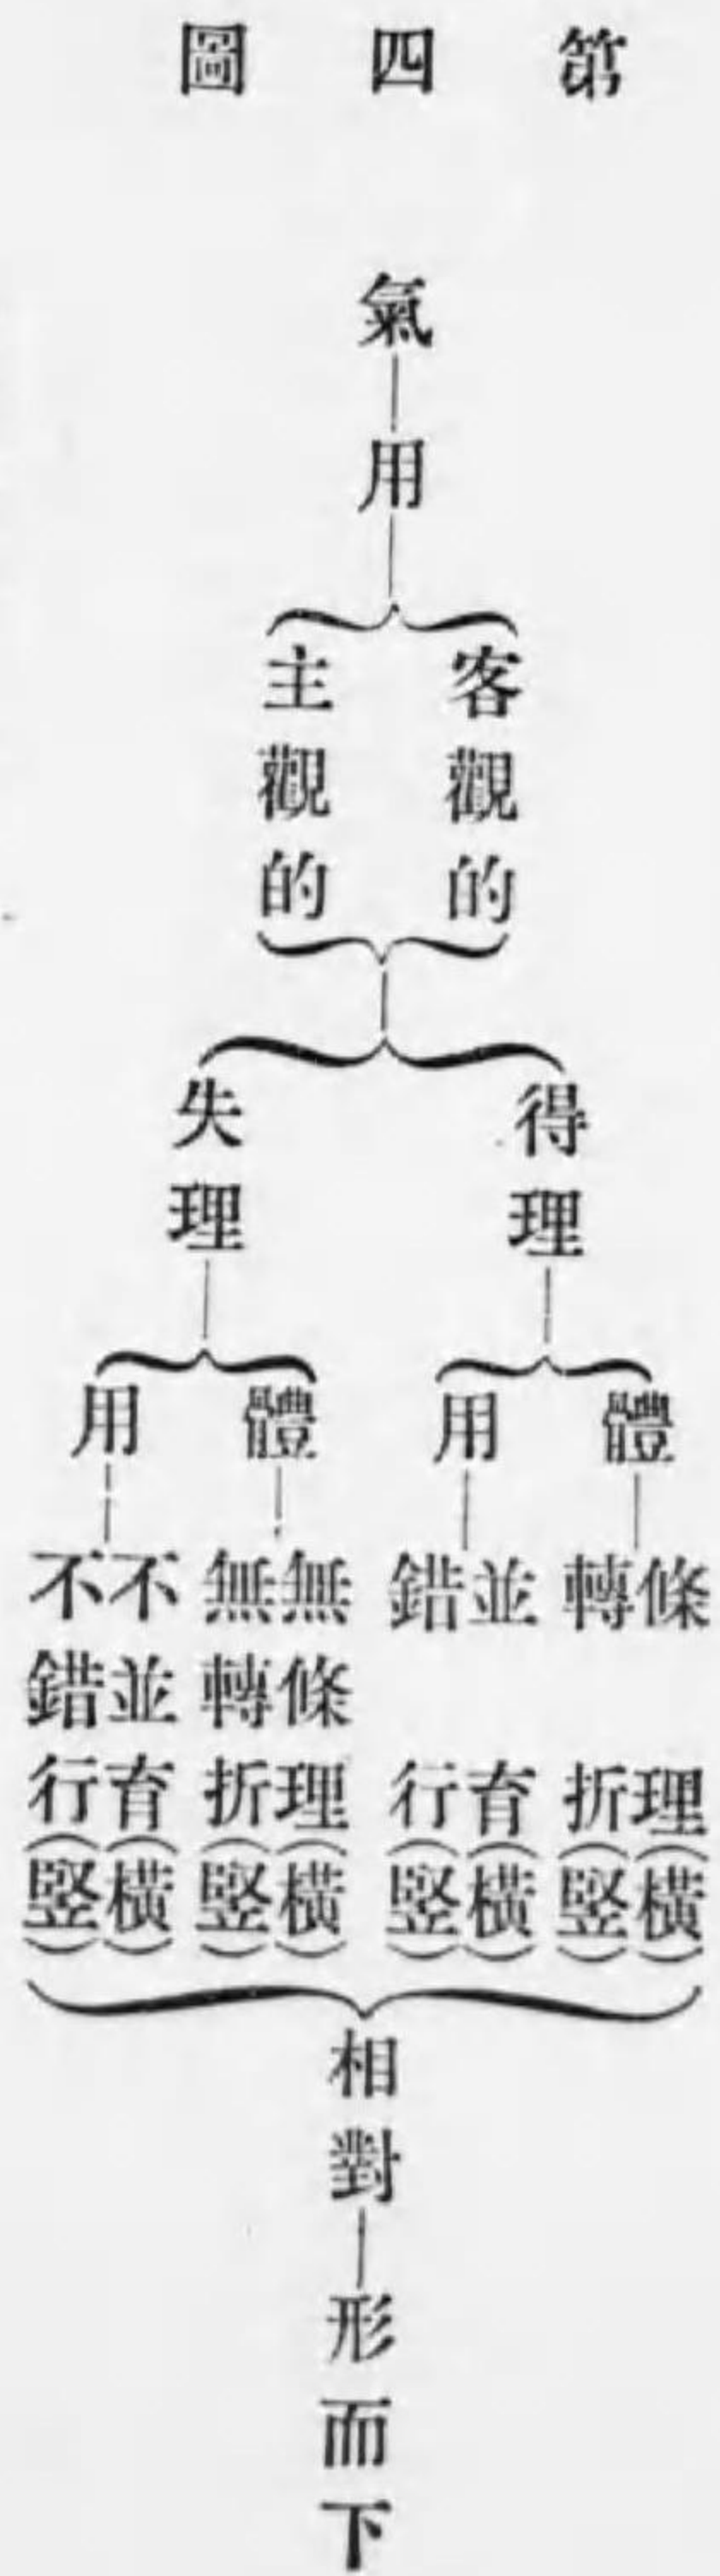 第四圖
氣
用
客觀的
主觀的
得理
體
條理(橫)
轉折(竪)
用
並育(橫)
錯行(竪)
失理
體
無條理(橫)
無轉折(竪)
用
不並育(橫)
不錯行(竪)
相對
形而下